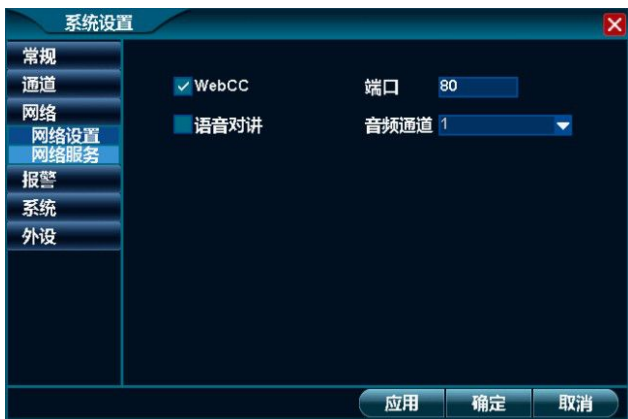 系统设置
常规
通道
网络
网络设置
网络服务
报警
系统
外设
WebCC 端口 80
语音对讲 音频通道 1
应用 确定 取消